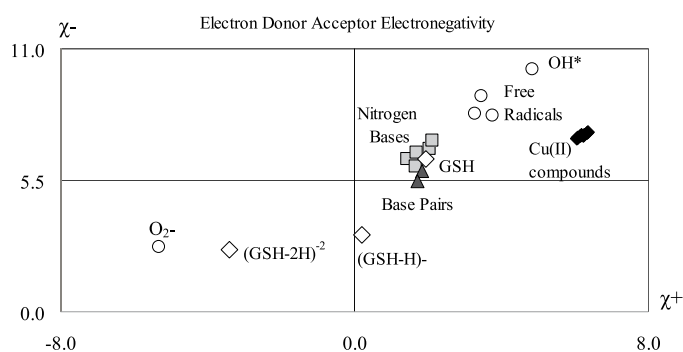 Electron Donor Acceptor Electronegativity
χ-
11.0
OH*
Free
Radicals
Nitrogen
Bases
Cu(II)
compounds
GSH
5.5
Base Pairs
O₂-
(GSH-2H)⁻²
(GSH-H)-
0.0
χ+
-8.0
0.0
8.0